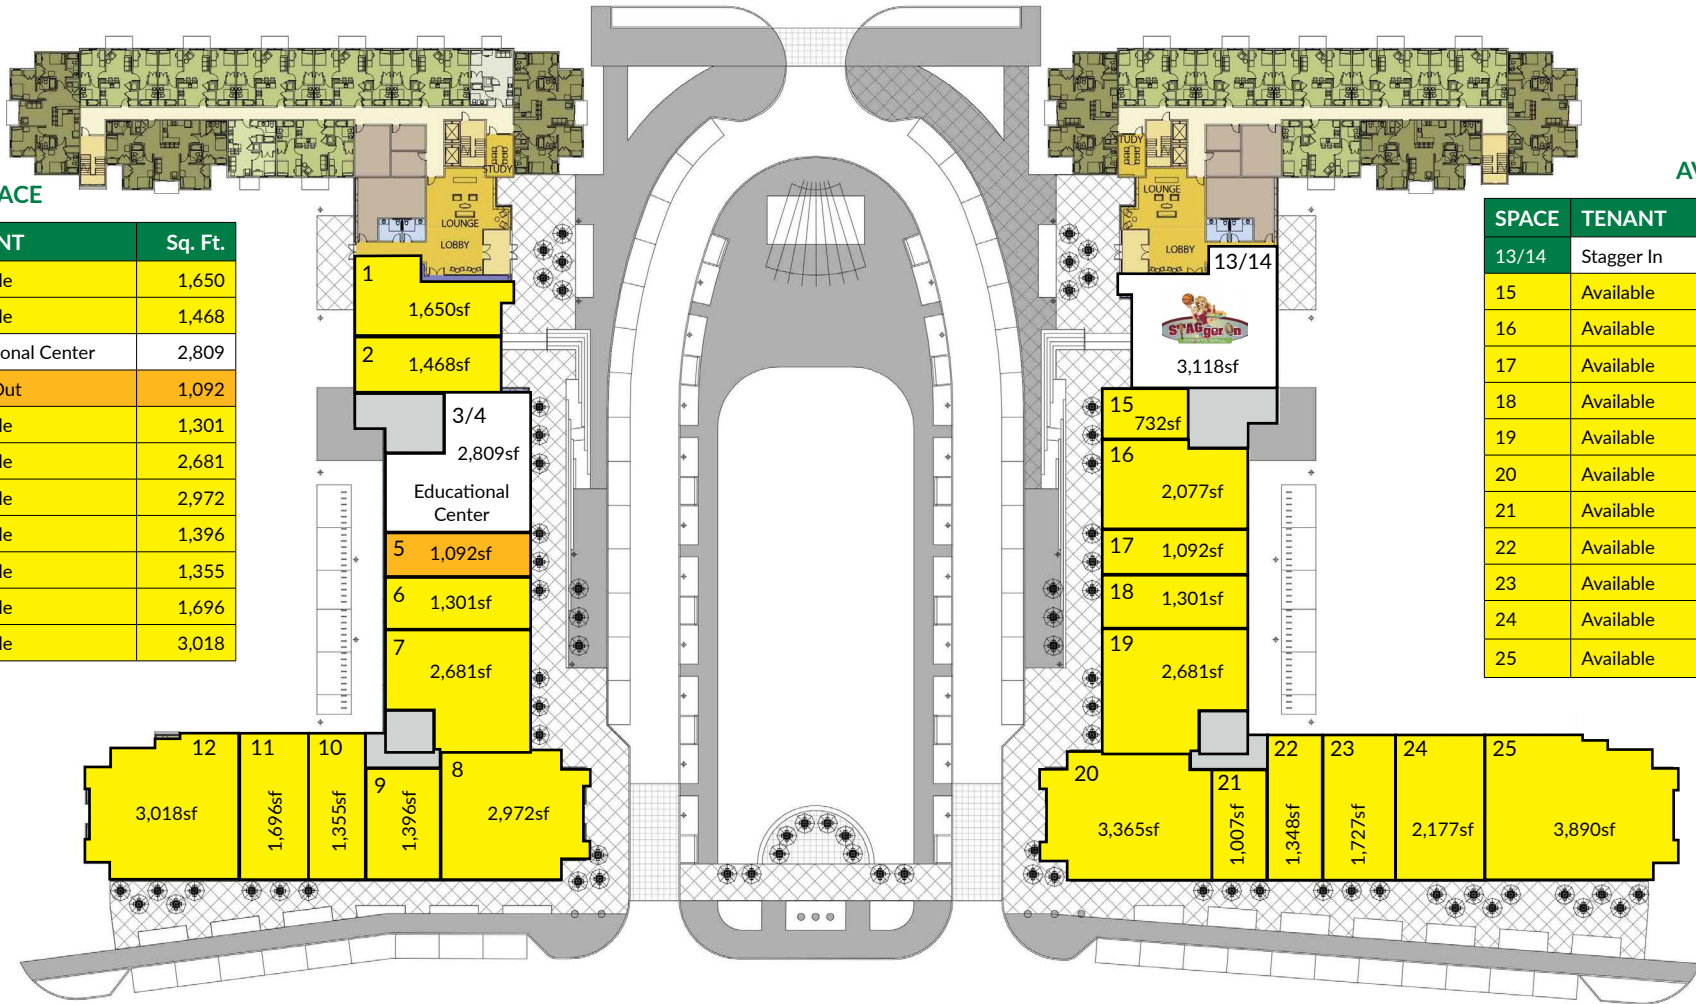 ACE
NT Sq. Ft.
le 1,650
le 1,468
onal Center 2,809
Out 1,092
le 1,301
le 2,681
le 2,972
le 1,396
le 1,355
le 1,696
le 3,018
STUDY
LOUNGE
LOBBY
1
1,650sf
2 1,468sf
3/4
2,809sf
Educational
Center
5 1,092sf
6 1,301sf
7
2,681sf
12
3,018sf
11
1,696sf
10
1,355sf
9
1,396sf
8
2,972sf
TUDY
LOUNGE
LOBBY
13/14
STAGger In
3,118sf
15
732sf
16
2,077sf
17 1,092sf
18 1,301sf
19
2,681sf
20
3,365sf
21
1,007sf
22
1,348sf
23
1,727sf
24
2,177sf
25
3,890sf
AV
SPACE TENANT
13/14 Stagger In
15 Available
16 Available
17 Available
18 Available
19 Available
20 Available
21 Available
22 Available
23 Available
24 Available
25 Available